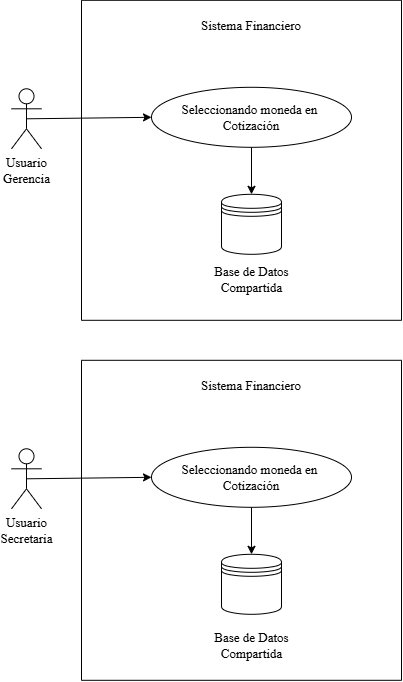 Sistema Financiero
Seleccionando moneda en
Cotización
Usuario
Gerencia
Base de Datos
Compartida
Sistema Financiero
Seleccionando moneda en
Cotización
Usuario
Secretaria
Base de Datos
Compartida